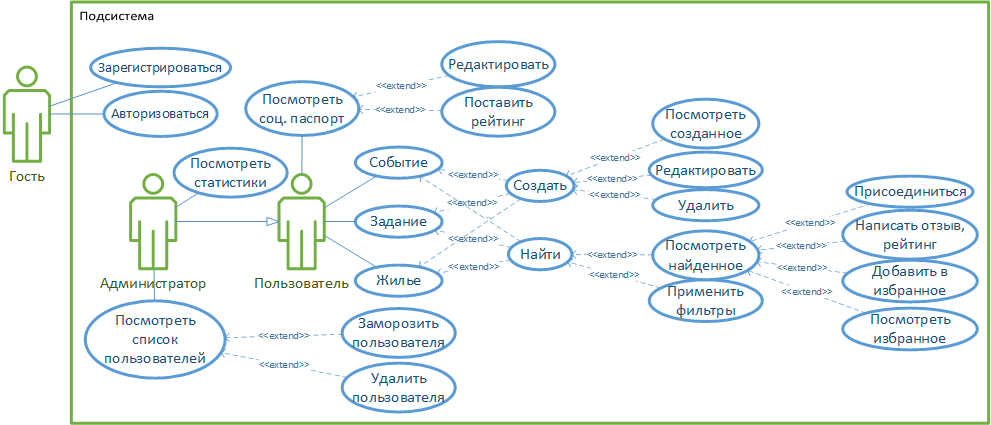 Подсистема
Зарегистрироваться
Авторизоваться
Гость
Посмотреть
соц. паспорт
<<extend>>
<<extend>>
Редактировать
Поставить
рейтинг
Посмотреть
статистики
Администратор
Пользователь
Событие
Задание
Жилье
<<extend>>
<<extend>>
<<extend>>
<<extend>>
Создать
Найти
<<extend>>
<<extend>>
<<extend>>
Посмотреть
созданное
Редактировать
Удалить
<<extend>>
<<extend>>
Посмотреть
найденное
Применить
фильтры
<<extend>>
<<extend>>
<<extend>>
<<extend>>
Присоединиться
Написать отзыв,
рейтинг
Добавить в
избранное
Посмотреть
избранное
Посмотреть
список
пользователей
<<extend>>
<<extend>>
Заморозить
пользователя
Удалить
пользователя